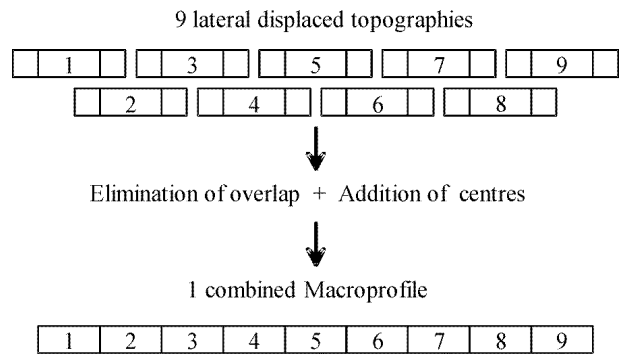 9 lateral displaced topographies
1 3 5 7 9
2 4 6 8
Elimination of overlap + Addition of centres
1 combined Macroprofile
1 2 3 4 5 6 7 8 9